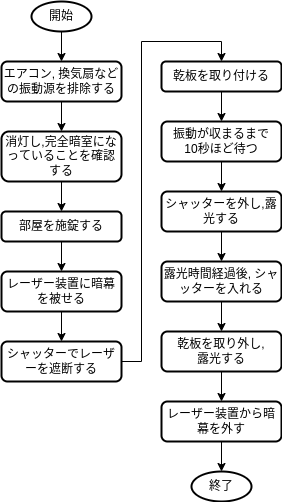 開始
エアコン, 換気扇など
の振動源を排除する
消灯し,完全暗室にな
っていることを確認
する
部屋を施錠する
レーザー装置に暗幕
を被せる
シャッターでレーザ
ーを遮断する
乾板を取り付ける
振動が収まるまで
10秒ほど待つ
シャッターを外し,露
光する
露光時間経過後, シャ
ッターを入れる
乾板を取り外し,
露光する
レーザー装置から暗
幕を外す
終了